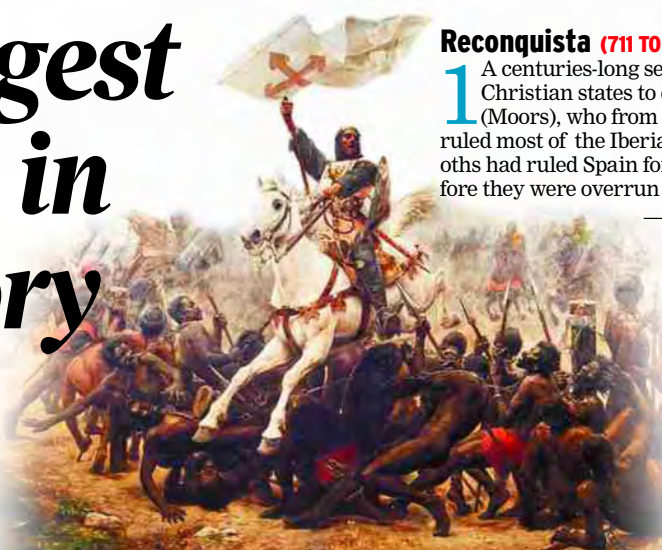 gest
in
ory
Reconquista (711 TO
1 A centuries-long se
Christian states to
(Moors), who from
ruled most of the Iberia
oths had ruled Spain fo
fore they were overrun